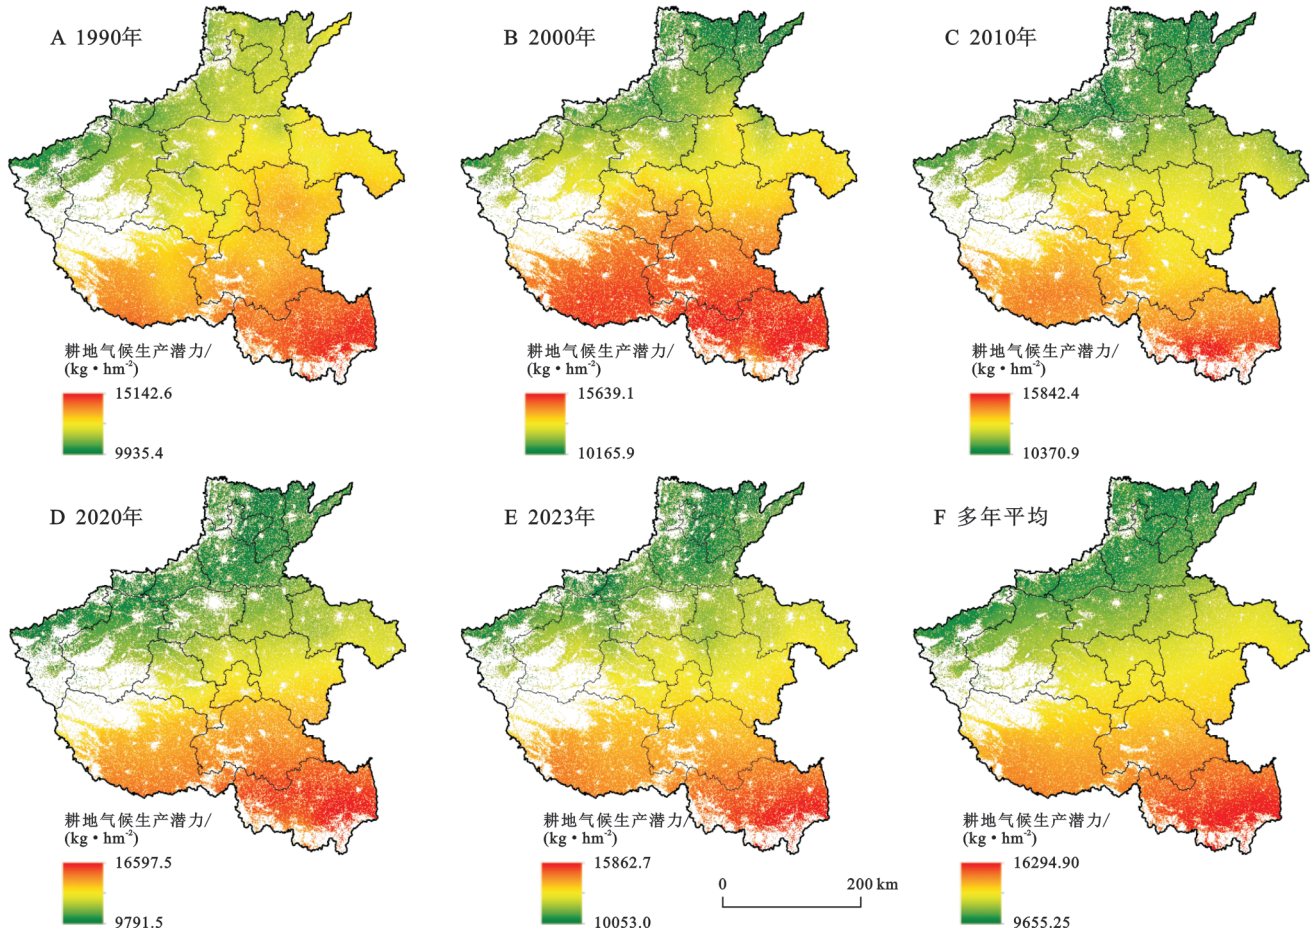 A 1990年
耕地气候生产潜力/
(kg·hm⁻²)
15142.6
9935.4
B 2000年
耕地气候生产潜力/
(kg·hm⁻²)
15639.1
10165.9
C 2010年
耕地气候生产潜力/
(kg·hm⁻²)
15842.4
10370.9
D 2020年
耕地气候生产潜力/
(kg·hm⁻²)
16597.5
9791.5
E 2023年
耕地气候生产潜力/
(kg·hm⁻²)
15862.7
10053.0
0 200 km
F 多年平均
耕地气候生产潜力/
(kg·hm⁻²)
16294.90
9655.25